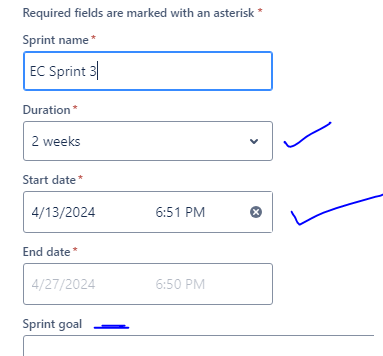 Required fields are marked with an asterisk *
Sprint name *
EC Sprint 3
Duration *
2 weeks
Start date *
4/13/2024 6:51 PM
End date *
4/27/2024 6:50 PM
Sprint goal